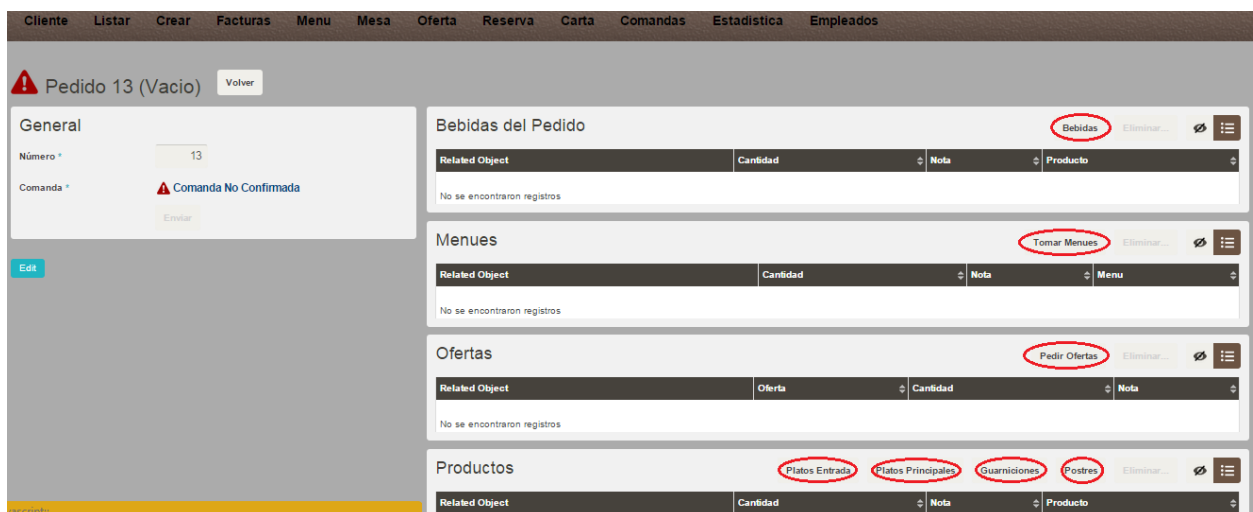 Cliente Listar Crear Facturas Menu Mesa Oferta Reserva Carta Comandas Estadistica Empleados
Pedido 13 (Vacio) Volver
General
Número *
13
Comanda *
Comanda No Confirmada
Enviar
Edit
Bebidas del Pedido
Bebidas Eliminar...
Related Object Cantidad Nota Producto
No se encontraron registros
Menues
Tomar Menues Eliminar...
Related Object Cantidad Nota Menu
No se encontraron registros
Ofertas
Pedir Ofertas Eliminar...
Related Object Oferta Cantidad Nota
No se encontraron registros
Productos
Platos Entrada Platos Principales Guarniciones Postres Eliminar...
Related Object Cantidad Nota Producto